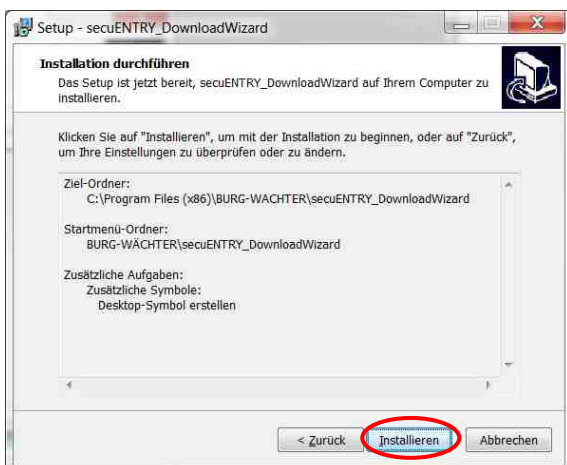 Setup - secuENTRY_DownloadWizard
Installation durchführen
Das Setup ist jetzt bereit, secuENTRY_DownloadWizard auf Ihrem Computer zu
installieren.
Klicken Sie auf "Installieren", um mit der Installation zu beginnen, oder auf "Zurück",
um Ihre Einstellungen zu überprüfen oder zu ändern.
Ziel-Ordner:
C:\Program Files (x86)\BURG-WACHTER\secuENTRY_DownloadWizard
Startmenü-Ordner:
BURG-WÄCHTER\secuENTRY_DownloadWizard
Zusätzliche Aufgaben:
Zusätzliche Symbole:
Desktop-Symbol erstellen
< Zurück Installieren Abbrechen